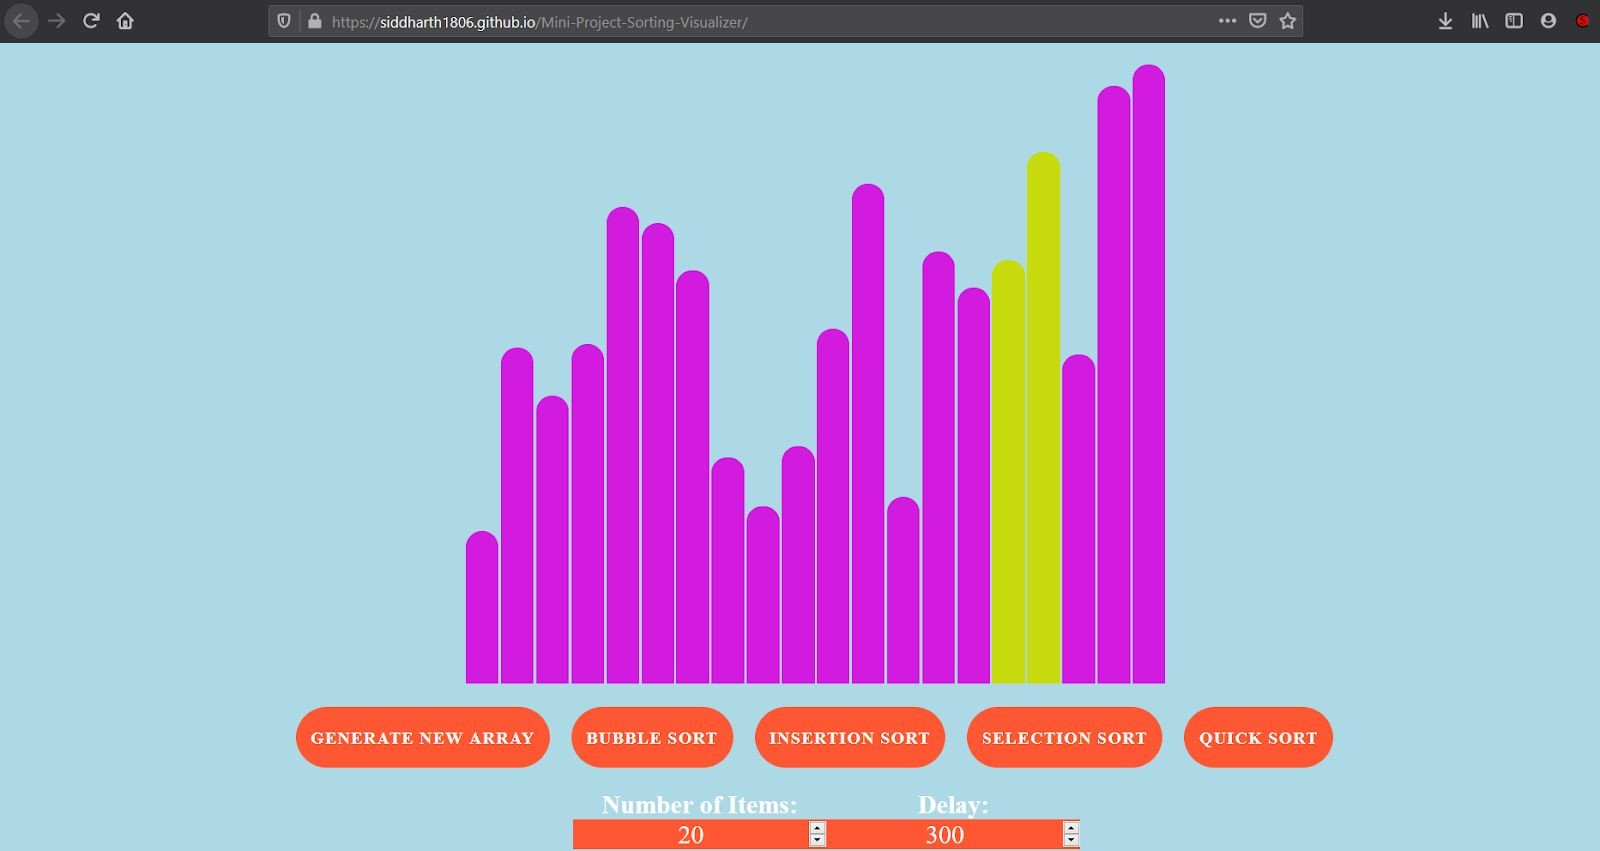 https://siddharth1806.github.io/Mini-Project-Sorting-Visualizer/
GENERATE NEW ARRAY BUBBLE SORT INSERTION SORT SELECTION SORT QUICK SORT
Number of Items: Delay:
20 300